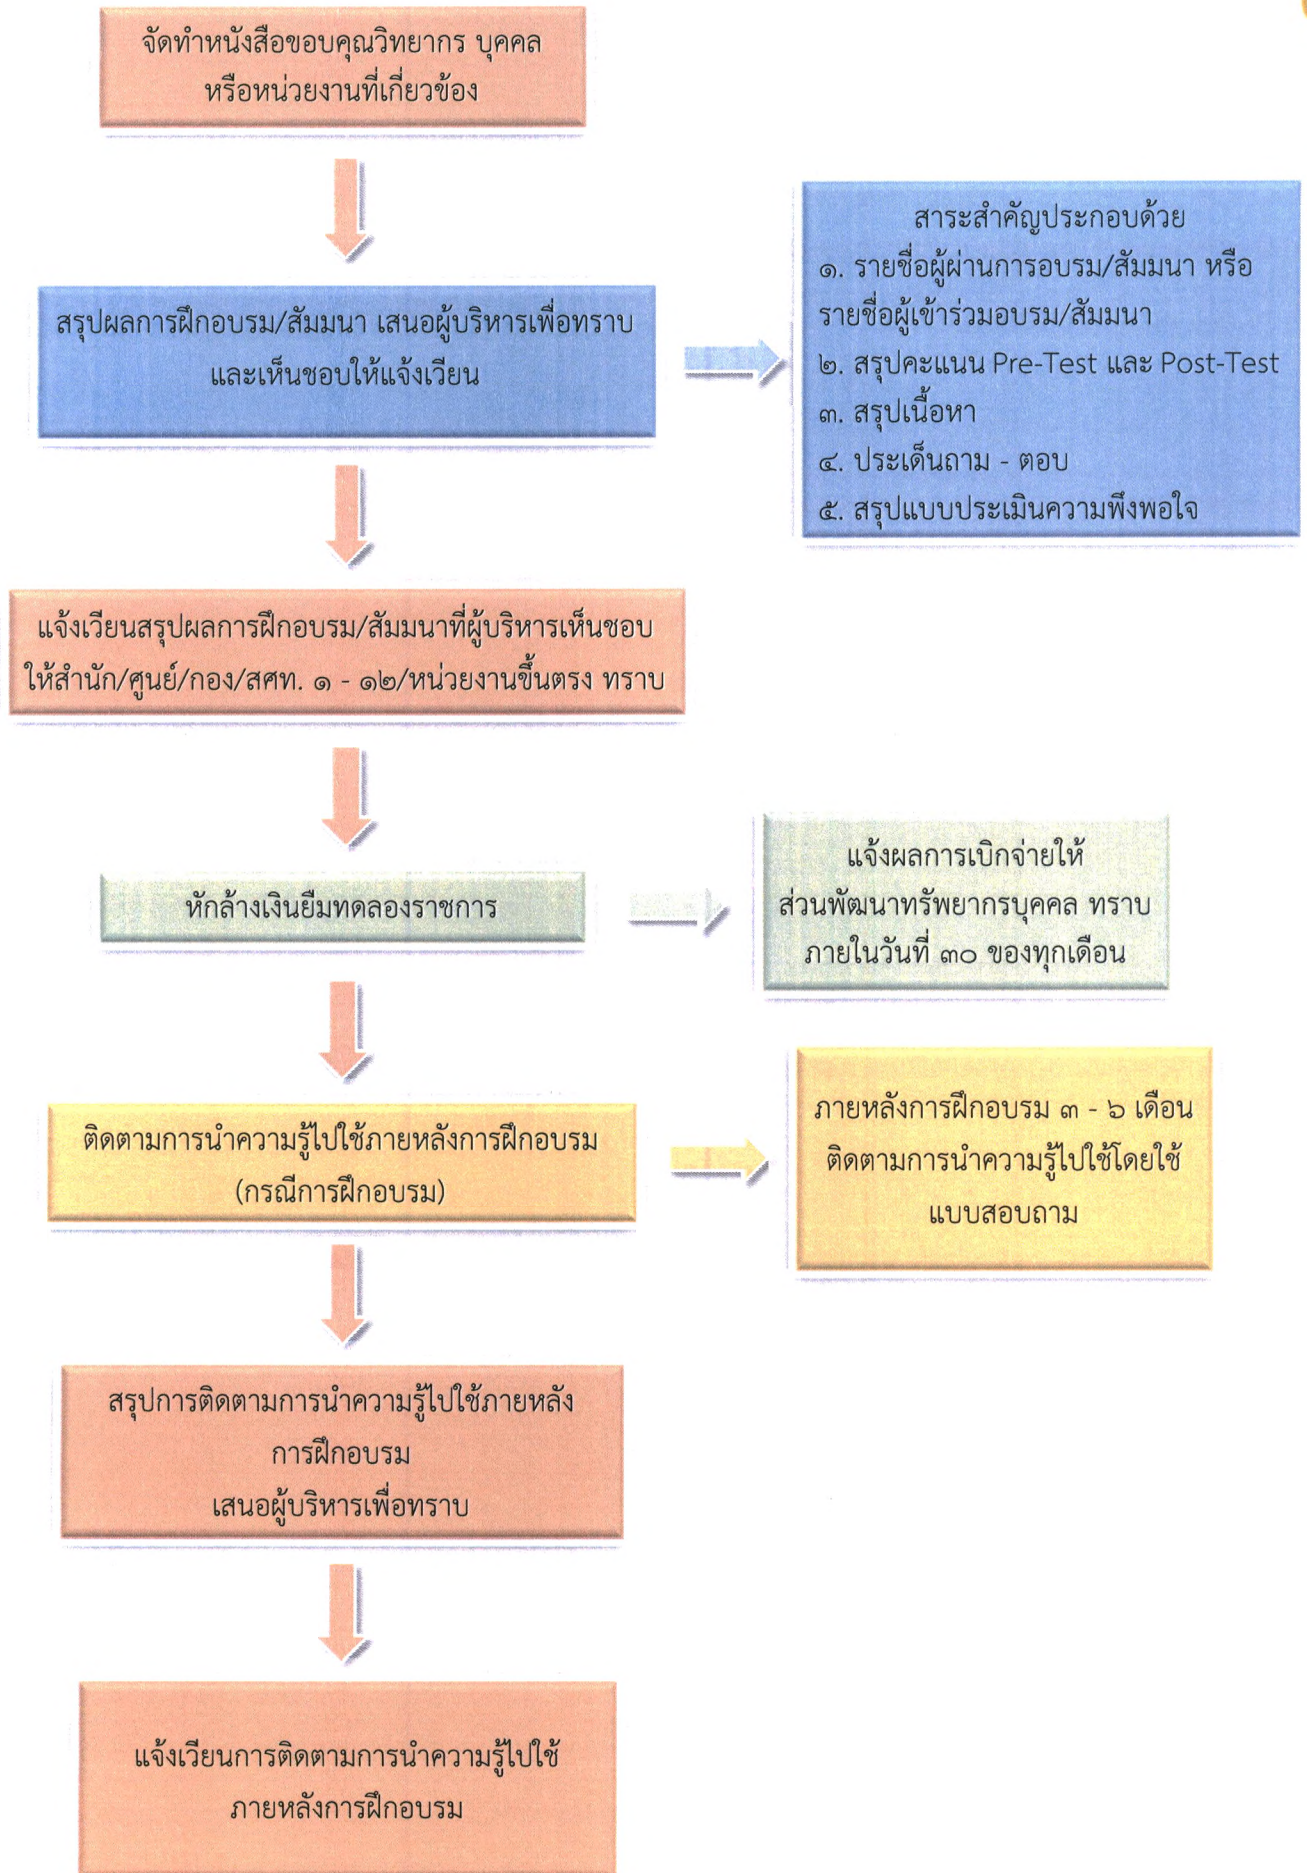 จัดทำหนังสือขอบคุณวิทยากร บุคคล
หรือหน่วยงานที่เกี่ยวข้อง
สรุปผลการฝึกอบรม/สัมมนา เสนอผู้บริหารเพื่อทราบ
และเห็นชอบให้แจ้งเวียน
สาระสำคัญประกอบด้วย
๑. รายชื่อผู้ผ่านการอบรม/สัมมนา หรือ
รายชื่อผู้เข้าร่วมอบรม/สัมมนา
๒. สรุปคะแนน Pre-Test และ Post-Test
๓. สรุปเนื้อหา
๔. ประเด็นถาม - ตอบ
๕. สรุปแบบประเมินความพึงพอใจ
แจ้งเวียนสรุปผลการฝึกอบรม/สัมมนาที่ผู้บริหารเห็นชอบ
ให้สำนัก/ศูนย์/กอง/สศท. ๑ - ๑๒/หน่วยงานขึ้นตรง ทราบ
หักล้างเงินยืมทดลองราชการ
แจ้งผลการเบิกจ่ายให้
ส่วนพัฒนาทรัพยากรบุคคล ทราบ
ภายในวันที่ ๓๐ ของทุกเดือน
ติดตามการนำความรู้ไปใช้ภายหลังการฝึกอบรม
(กรณีการฝึกอบรม)
ภายหลังการฝึกอบรม ๓ - ๖ เดือน
ติดตามการนำความรู้ไปใช้โดยใช้
แบบสอบถาม
สรุปการติดตามการนำความรู้ไปใช้ภายหลัง
การฝึกอบรม
เสนอผู้บริหารเพื่อทราบ
แจ้งเวียนการติดตามการนำความรู้ไปใช้
ภายหลังการฝึกอบรม